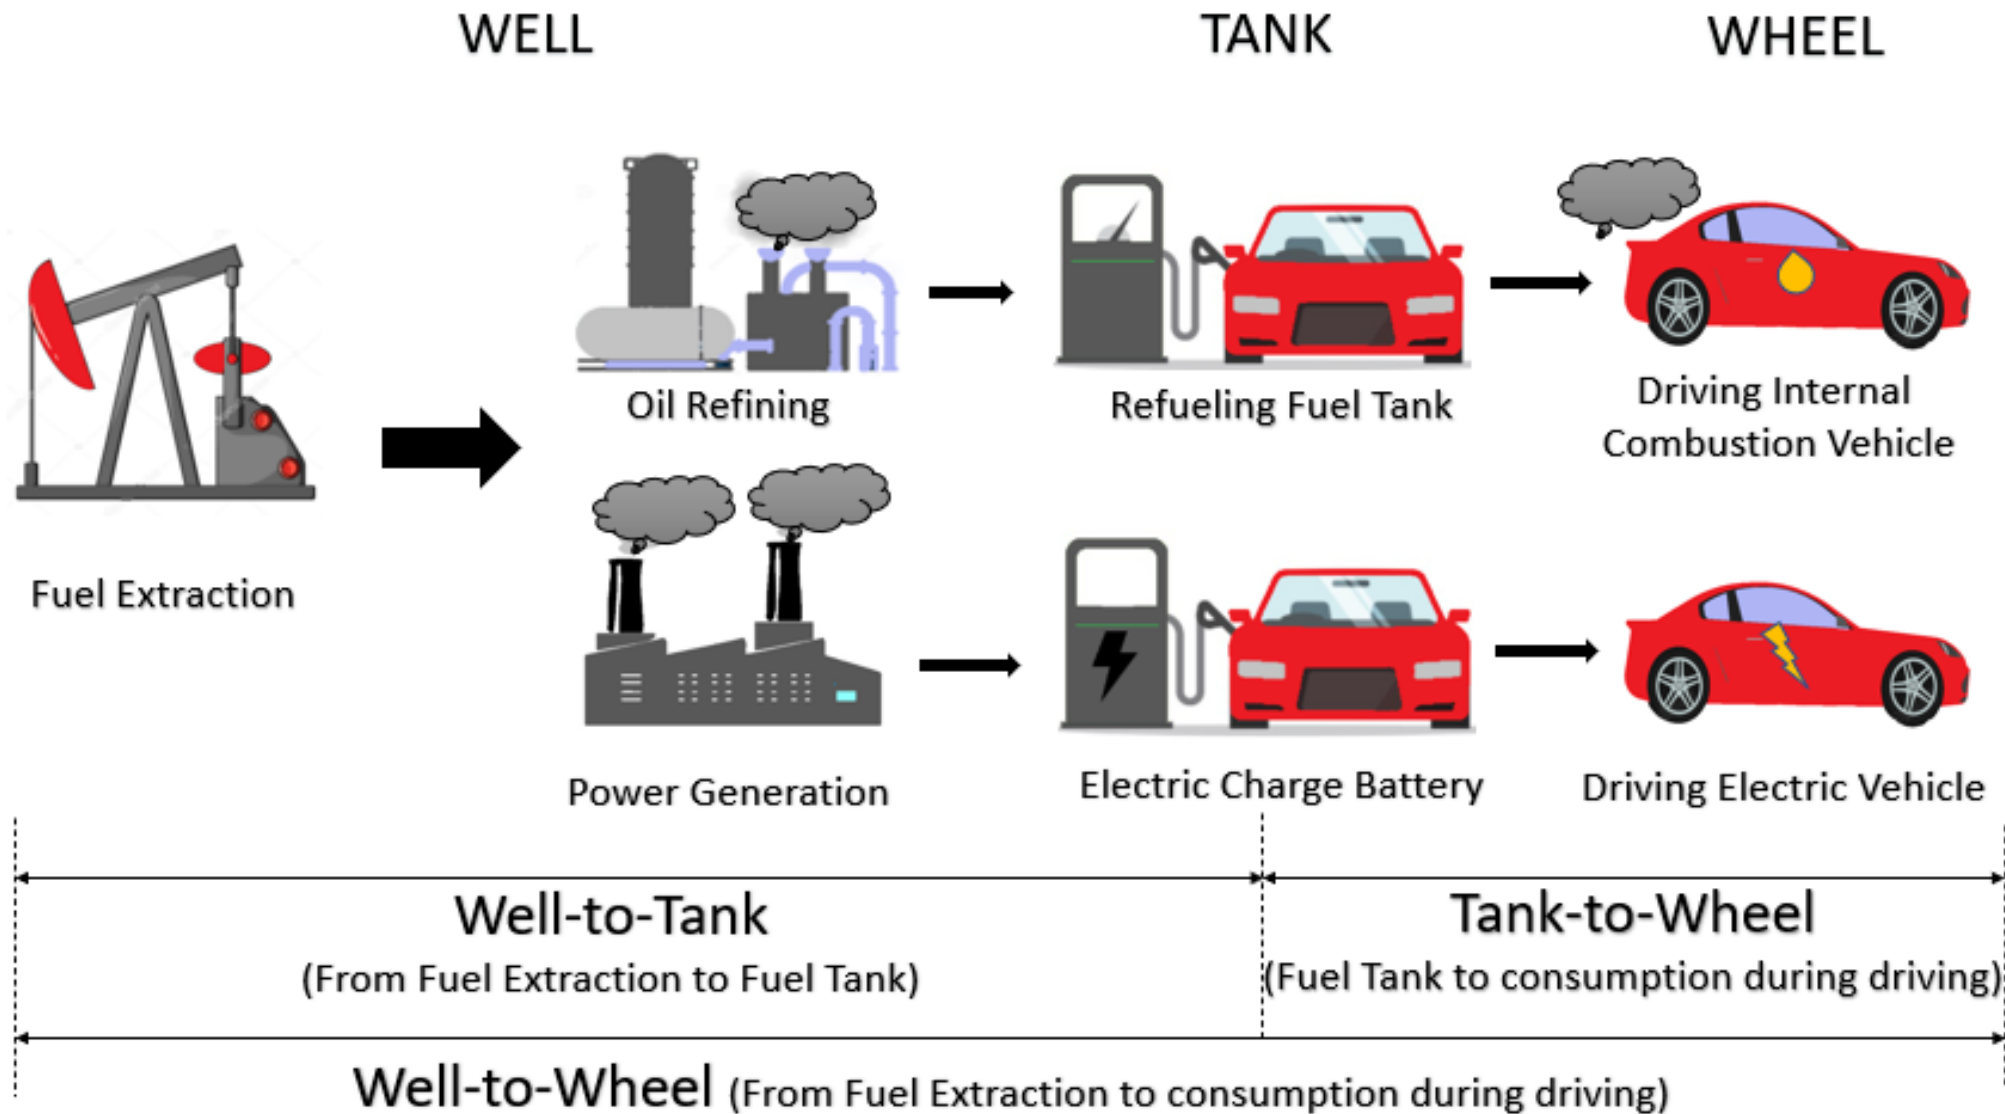 WELL
TANK
WHEEL
Oil Refining
Refueling Fuel Tank
Driving Internal
Combustion Vehicle
Fuel Extraction
Power Generation
Electric Charge Battery
Driving Electric Vehicle
Well-to-Tank
(From Fuel Extraction to Fuel Tank)
Tank-to-Wheel
(Fuel Tank to consumption during driving)
Well-to-Wheel (From Fuel Extraction to consumption during driving)